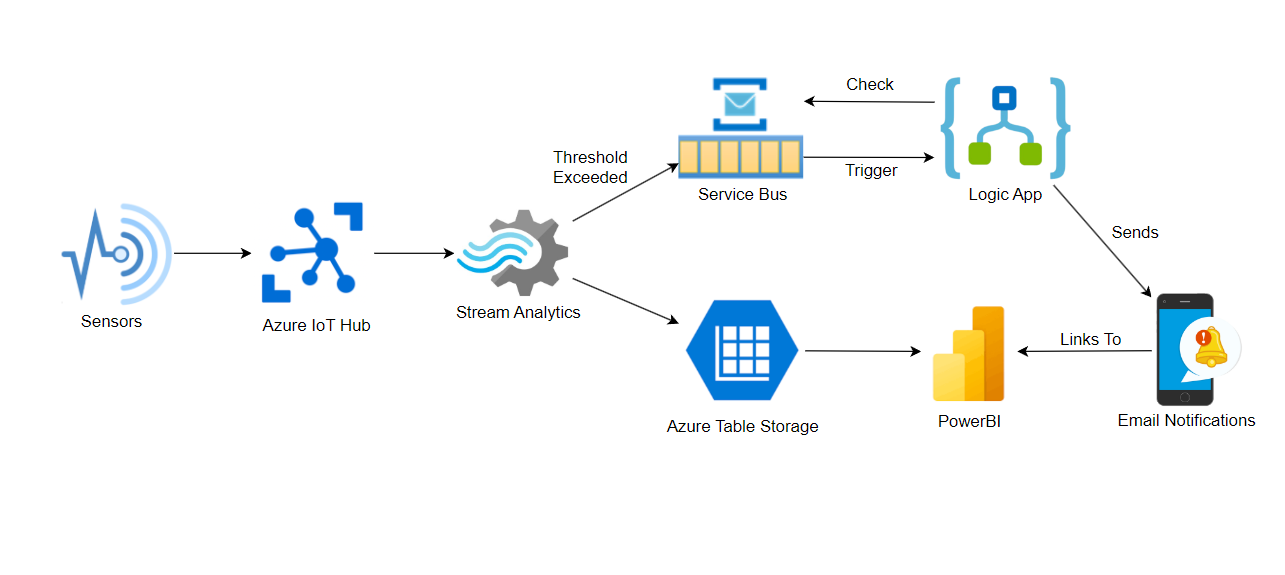 Check
Threshold
Exceeded
Trigger
Service Bus
Logic App
Sends
Stream Analytics
Sensors
Azure IoT Hub
Links To
Azure Table Storage
PowerBI
Email Notifications